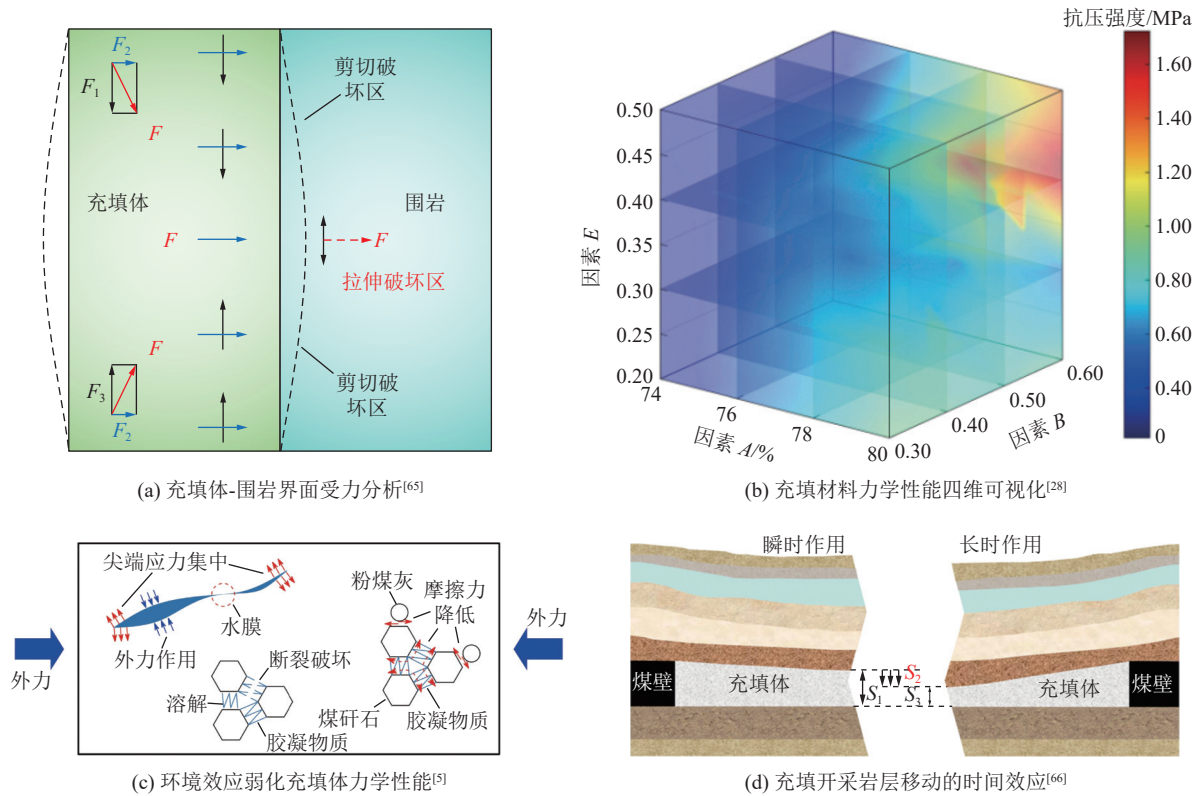 F₂
F₁
F
剪切破
坏区
充填体
围岩
F
F
拉伸破坏区
F
F₃
F₂
剪切破
坏区
(a) 充填体-围岩界面受力分析[65]
抗压强度/MPa
0.50
0.45
0.40
0.35
0.30
0.25
0.20
因素 E
74
76
78
80
因素 A/%
0.30
0.40
0.50
0.60
因素 B
1.60
1.40
1.20
1.00
0.80
0.60
0.40
0
(b) 充填材料力学性能四维可视化[28]
尖端应力集中
水膜
外力作用
外力
断裂破坏
溶解
胶凝物质
粉煤灰
摩擦力
降低
煤矸石
胶凝物质
外力
(c) 环境效应弱化充填体力学性能[5]
瞬时作用
长时作用
煤壁
充填体
S₁
S₂
S₃
充填体
煤壁
(d) 充填开采岩层移动的时间效应[66]